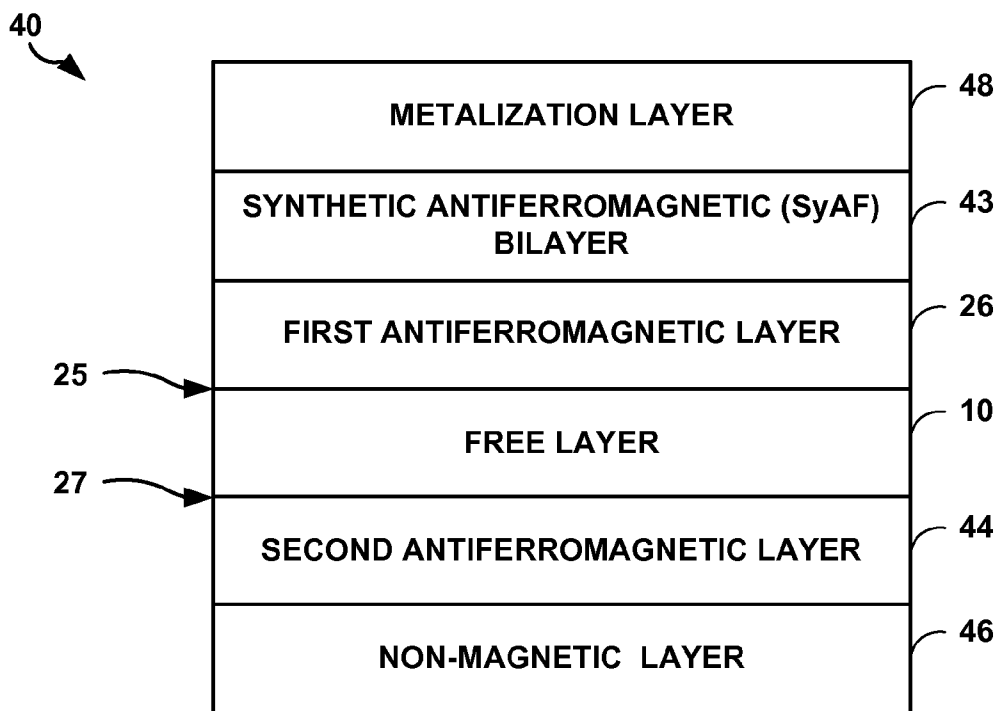 40
METALIZATION LAYER
48
SYNTHETIC ANTIFERROMAGNETIC (SyAF)
BILAYER
43
FIRST ANTIFERROMAGNETIC LAYER
26
25
FREE LAYER
10
27
SECOND ANTIFERROMAGNETIC LAYER
44
NON-MAGNETIC LAYER
46